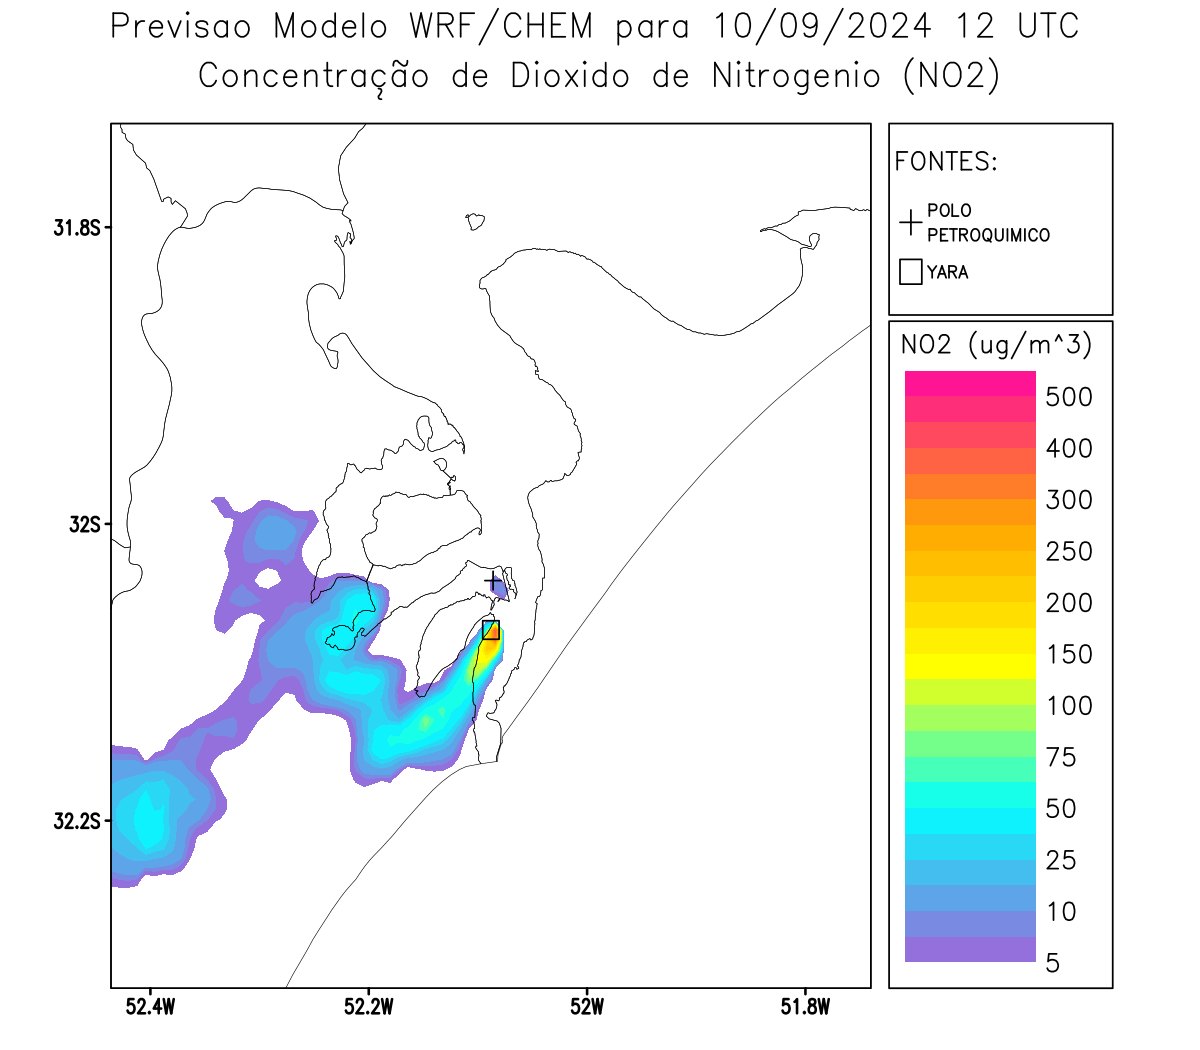 Previsao Modelo WRF/CHEM para 10/09/2024 12 UTC
Concentração de Dioxido de Nitrogenio (NO2)
FONTES:
POLO
PETROQUIMICO
YARA
NO2 (ug/m^3)
500
400
300
250
200
150
100
75
50
25
10
5
31.8S
32S
32.2S
52.4W
52.2W
52W
51.8W